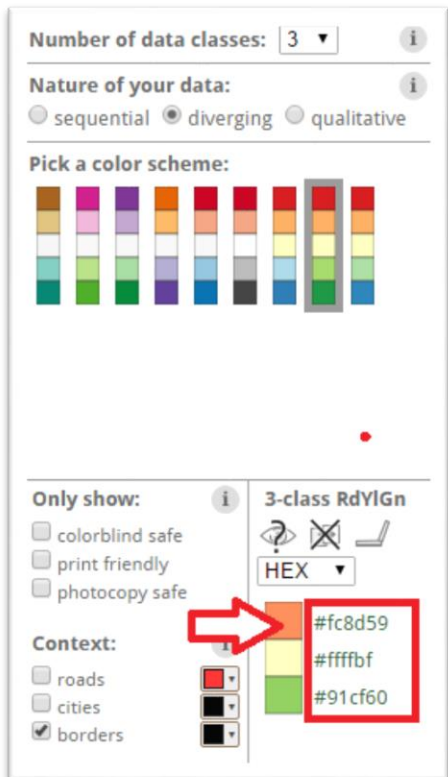 Number of data classes: 3
i
Nature of your data:
i
sequential diverging qualitative
Pick a color scheme:
Only show:
i
colorblind safe
print friendly
photocopy safe
Context:
i
roads
cities
borders
3-class RdYlGn
HEX
#fc8d59
#ffffbf
#91cf60